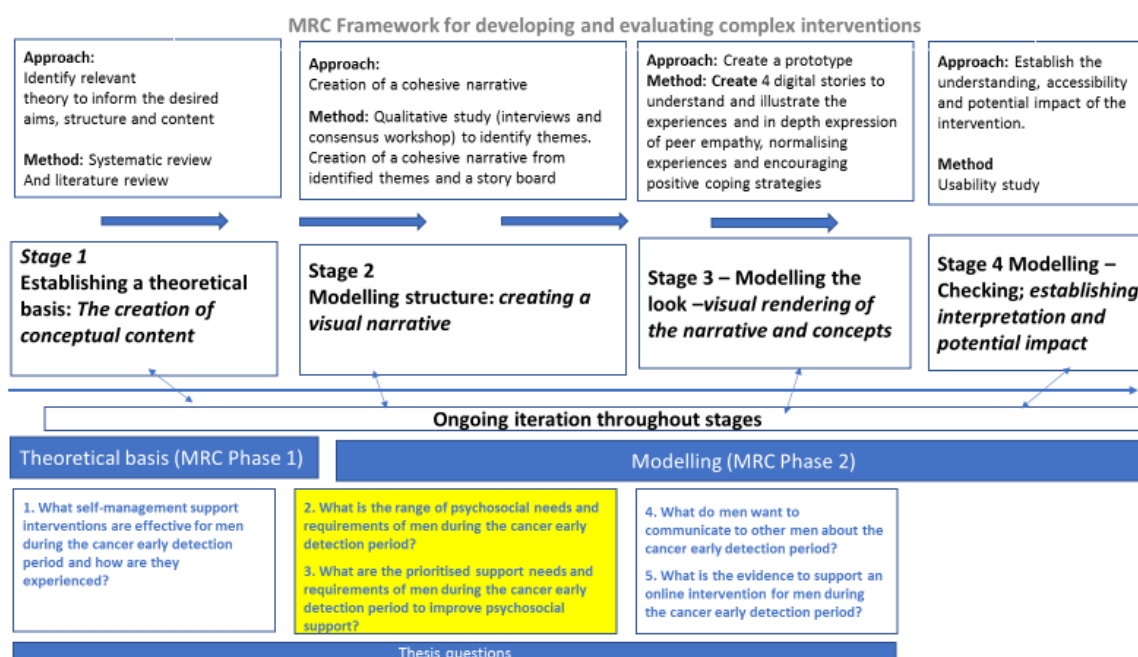 MRC Framework for developing and evaluating complex interventions
Approach:
Identify relevant
theory to inform the desired
aims, structure and content
Method: Systematic review
And literature review
Approach:
Creation of a cohesive narrative
Method: Qualitative study (interviews and
consensus workshop) to identify themes.
Creation of a cohesive narrative from
identified themes and a story board
Approach: Create a prototype
Method: Create 4 digital stories to
understand and illustrate the
experiences and in depth expression
of peer empathy, normalising
experiences and encouraging
positive coping strategies
Approach: Establish the
understanding, accessibility
and potential impact of the
intervention.
Method
Usability study
Stage 1
Establishing a theoretical
basis: The creation of
conceptual content
Stage 2
Modelling structure: creating a
visual narrative
Stage 3 – Modelling the
look –visual rendering of
the narrative and concepts
Stage 4 Modelling –
Checking; establishing
interpretation and
potential impact
Ongoing iteration throughout stages
Theoretical basis (MRC Phase 1)
Modelling (MRC Phase 2)
1. What self-management support
interventions are effective for men
during the cancer early detection
period and how are they
experienced?
2. What is the range of psychosocial needs and
requirements of men during the cancer early
detection period?
3. What are the prioritised support needs and
requirements of men during the cancer early
detection period to improve psychosocial
support?
4. What do men want to
communicate to other men about the
cancer early detection period?
5. What is the evidence to support an
online intervention for men during
the cancer early detection period?
Thesis questions